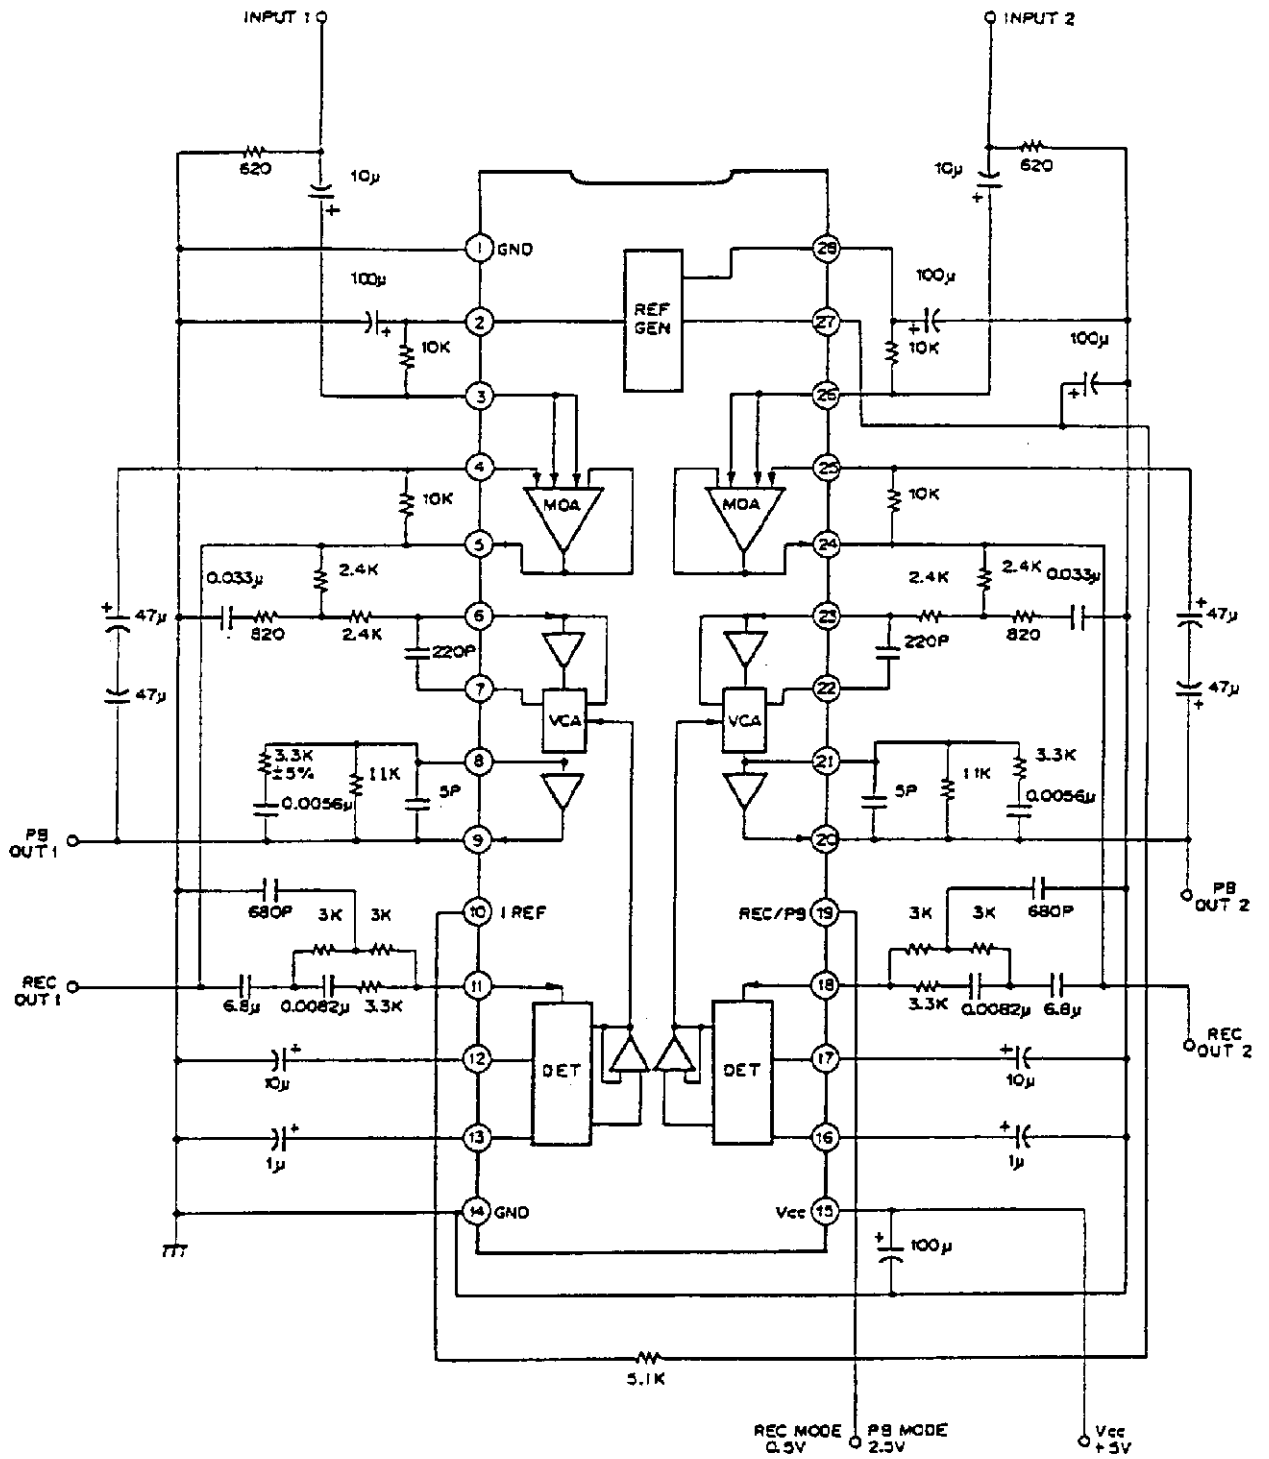 INPUT 1
INPUT 2
620
10μ
+
10μ
+
620
1
GND
28
100μ
+
100μ
+
REF
GEN
2
27
10K
10K
100μ
+
3
26
4
25
10K
MOA
MOA
10K
5
24
0.033μ
2.4K
2.4K
2.4K
0.033μ
+
47μ
820
2.4K
6
23
820
+
47μ
220P
220P
47μ
7
22
47μ
+
VCA
VCA
3.3K
±5%
11K
8
21
11K
3.3K
0.0056μ
5P
5P
0.0056μ
PB
OUT 1
9
20
680P
680P
PB
OUT 2
3K
3K
10
I REF
REC/PB
19
3K
3K
REC
OUT 1
11
18
6.8μ
0.0082μ
3.3K
3.3K
0.0082μ
6.8μ
REC
OUT 2
+
10μ
12
DET
DET
17
+
10μ
+
1μ
13
16
+
1μ
14
GND
Vcc
15
+
100μ
5.1K
REC MODE
0.5V
PB MODE
2.5V
Vcc
+5V